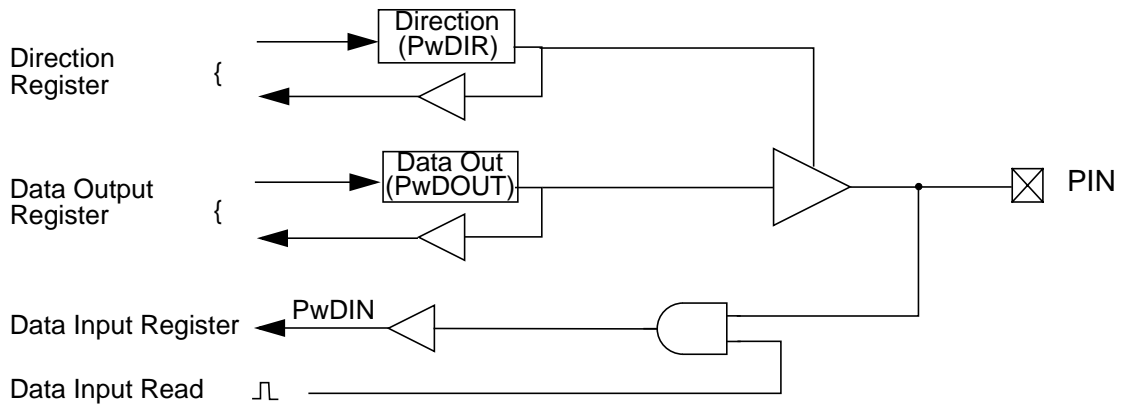 Direction
(PwDIR)
Direction
Register
{
Data Out
(PwDOUT)
PIN
Data Output
Register
{
PwDIN
Data Input Register
Data Input Read